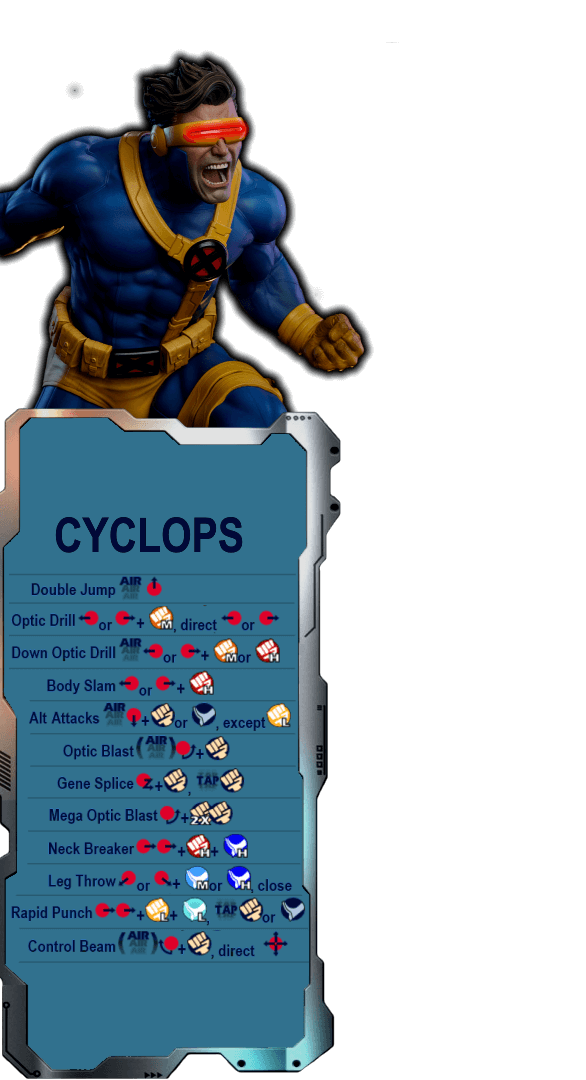 CYCLOPS
Double Jump AIR
Optic Drill or + M, direct or
Down Optic Drill AIR or + M or H
Body Slam or + H
Alt Attacks AIR + or , except L
Optic Blast (AIR) +
Gene Splice Z + , TAP
Mega Optic Blast + Z-X
Neck Breaker + H + H
Leg Throw or + M or H, close
Rapid Punch + L + L, TAP or
Control Beam (AIR) + , direct